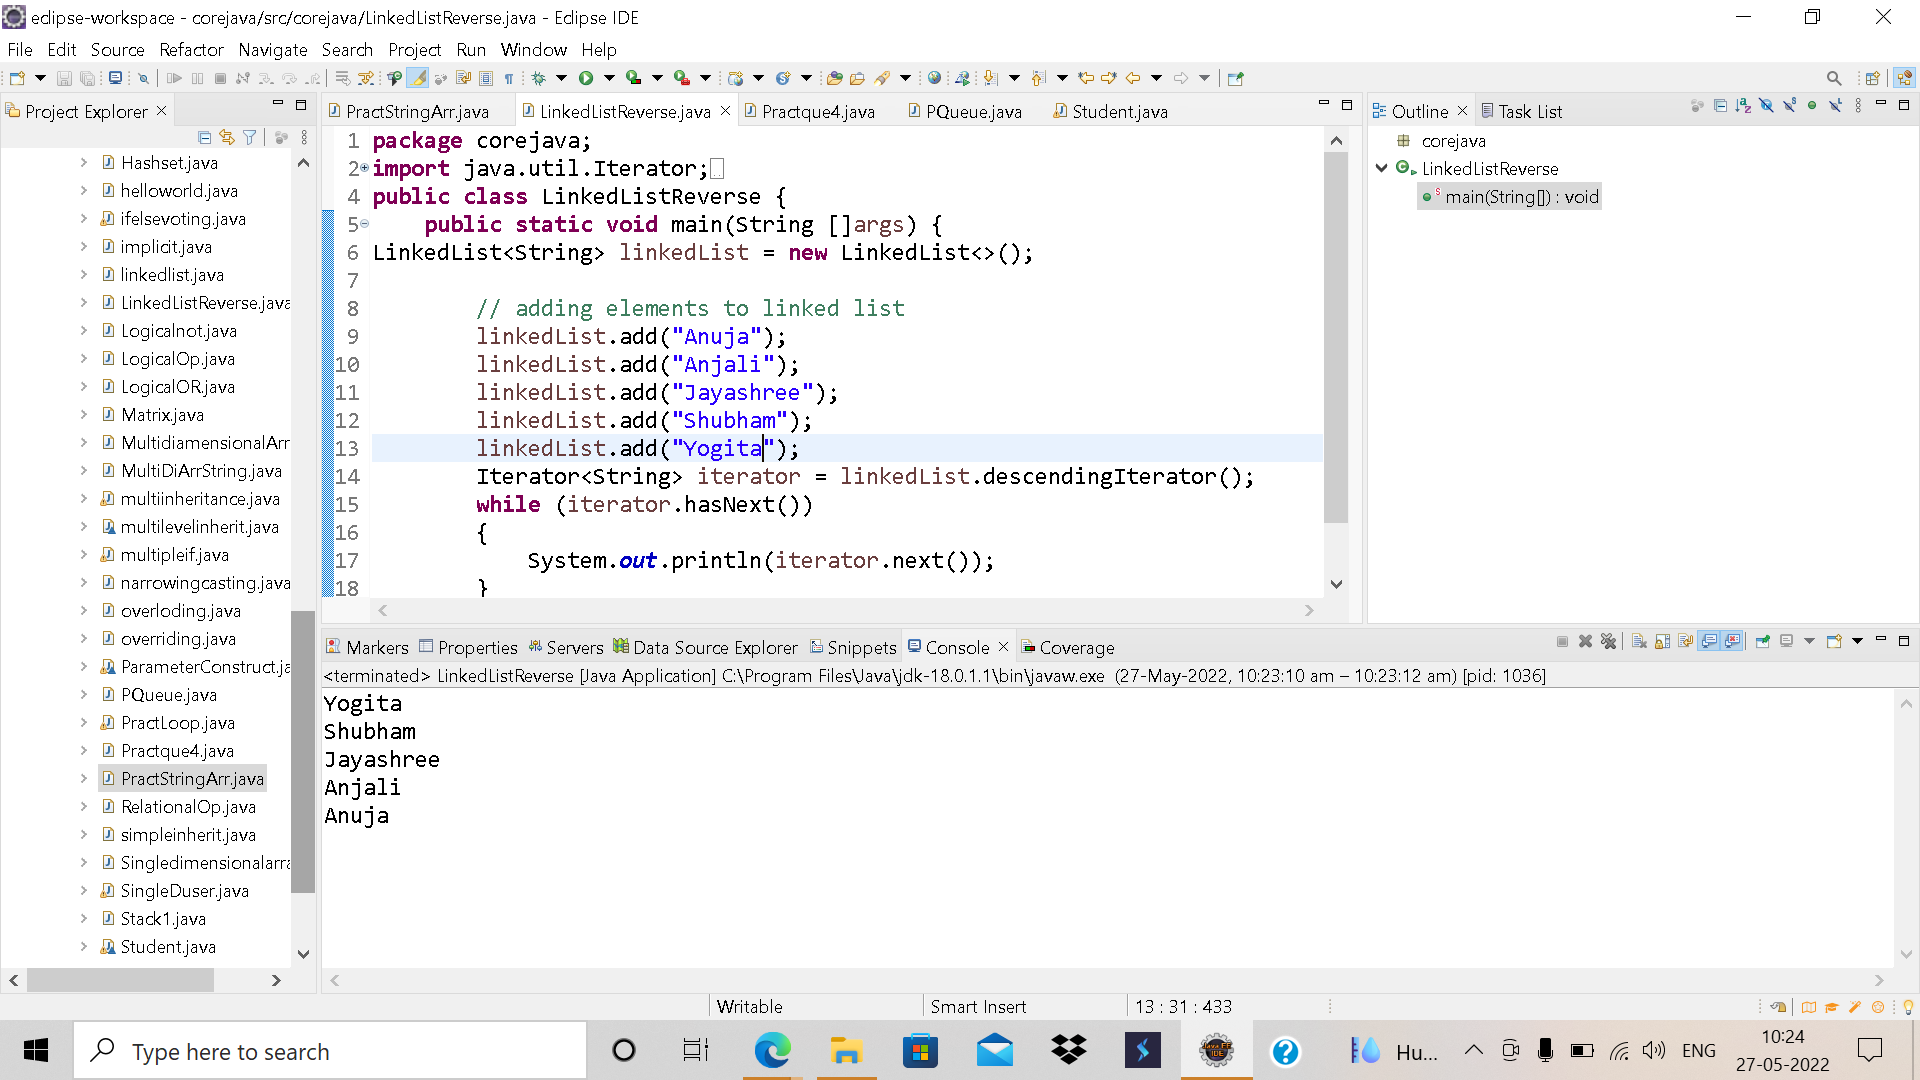 eclipse-workspace - corejava/src/corejava/LinkedListReverse.java - Eclipse IDE
File Edit Source Refactor Navigate Search Project Run Window Help
Project Explorer
PractStringArr.java LinkedListReverse.java Practque4.java PQueue.java Student.java
Outline Task List
Hashset.java
helloworld.java
ifelsevoting.java
implicit.java
linkedlist.java
LinkedListReverse.java
Logicalnot.java
LogicalOp.java
LogicalOR.java
Matrix.java
MultidiamensionalArr
MultiDiArrString.java
multiinheritance.java
multilevelinherit.java
multipleif.java
narrowingcasting.java
overloding.java
overriding.java
ParameterConstruct.ja
PQueue.java
PractLoop.java
Practque4.java
PractStringArr.java
RelationalOp.java
simpleinherit.java
Singledimensionalarra
SingleDuser.java
Stack1.java
Student.java
1 package corejava;
2 import java.util.Iterator;
4 public class LinkedListReverse {
5 public static void main(String []args) {
6 LinkedList<String> linkedList = new LinkedList<>();
7
8 // adding elements to linked list
9 linkedList.add("Anuja");
10 linkedList.add("Anjali");
11 linkedList.add("Jayashree");
12 linkedList.add("Shubham");
13 linkedList.add("Yogita");
14 Iterator<String> iterator = linkedList.descendingIterator();
15 while (iterator.hasNext())
16 {
17 System.out.println(iterator.next());
18 }
corejava
LinkedListReverse
main(String[]) : void
Markers Properties Servers Data Source Explorer Snippets Console Coverage
<terminated> LinkedListReverse [Java Application] C:\Program Files\Java\jdk-18.0.1.1\bin\javaw.exe (27-May-2022, 10:23:10 am – 10:23:12 am) [pid: 1036]
Yogita
Shubham
Jayashree
Anjali
Anuja
Writable Smart Insert 13 : 31 : 433
Type here to search
Hu... ENG
10:24
27-05-2022